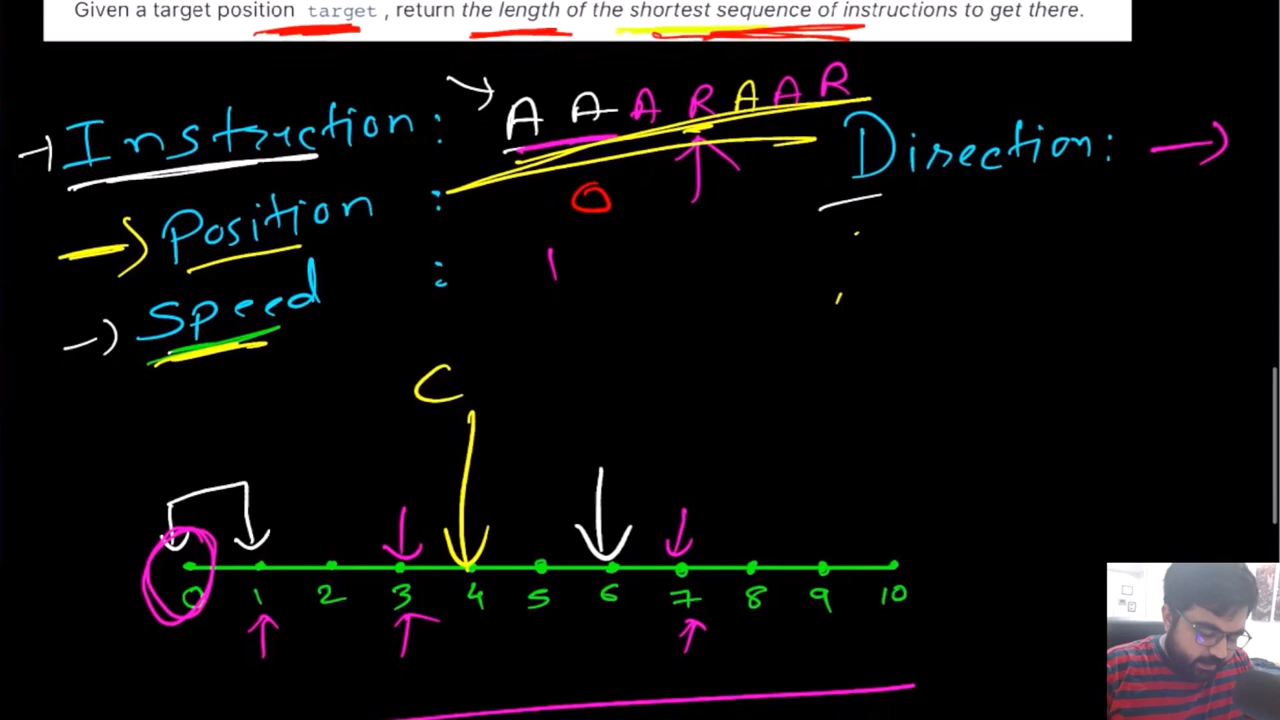 Given a target position target , return the length of the shortest sequence of instructions to get there.
Instruction: A A A R A A R
Direction:
Position : 0
Speed : 1
C
0 1 2 3 4 5 6 7 8 9 10